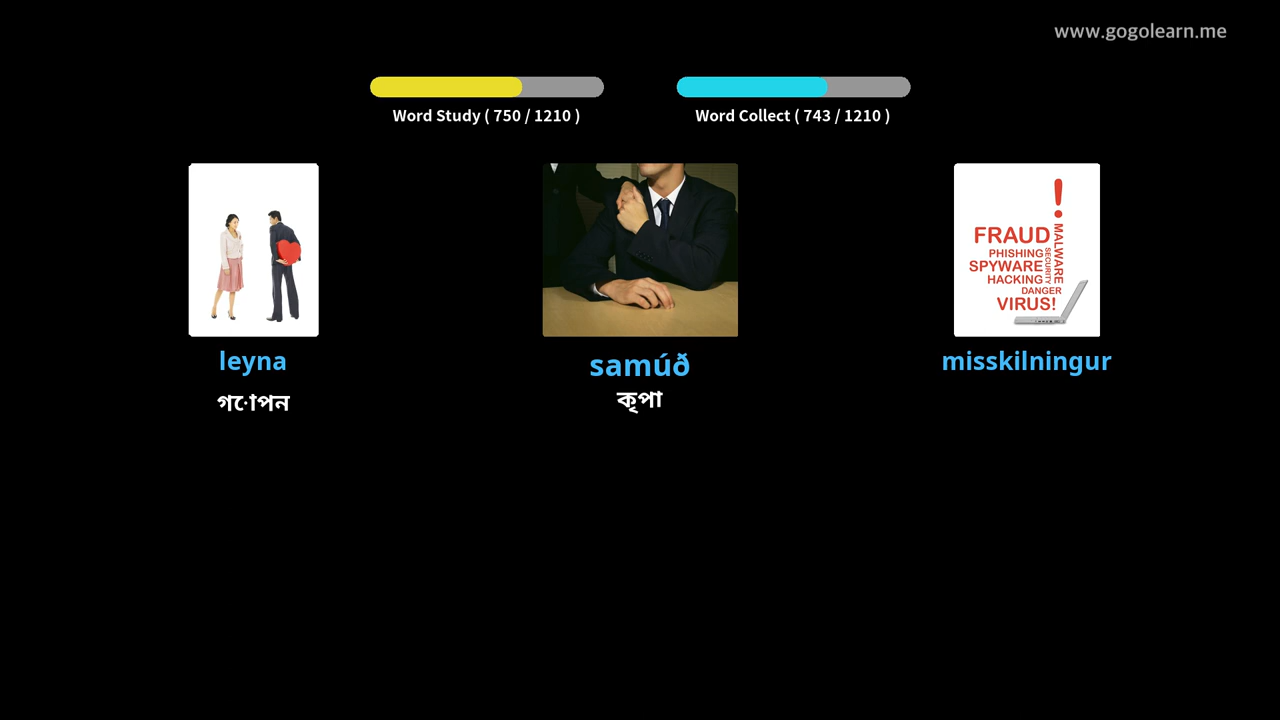 www.gogolearn.me
Word Study ( 750 / 1210 )
Word Collect ( 743 / 1210 )
!
FRAUD
PHISHING
SPYWARE
HACKING
DANGER
VIRUS!
MALWARE
SECURITY
leyna
samúð
misskilningur
গোপন
কৃপা